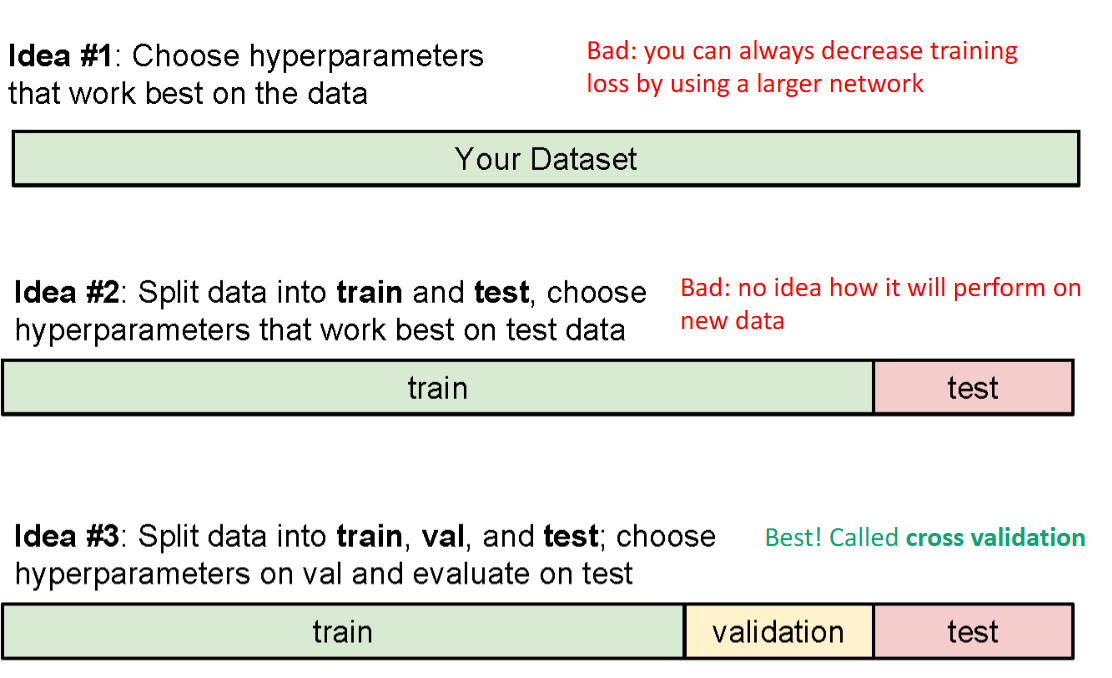 Idea #1: Choose hyperparameters
that work best on the data
Bad: you can always decrease training
loss by using a larger network
Your Dataset
Idea #2: Split data into train and test, choose
hyperparameters that work best on test data
Bad: no idea how it will perform on
new data
train
test
Idea #3: Split data into train, val, and test; choose
hyperparameters on val and evaluate on test
Best! Called cross validation
train
validation
test